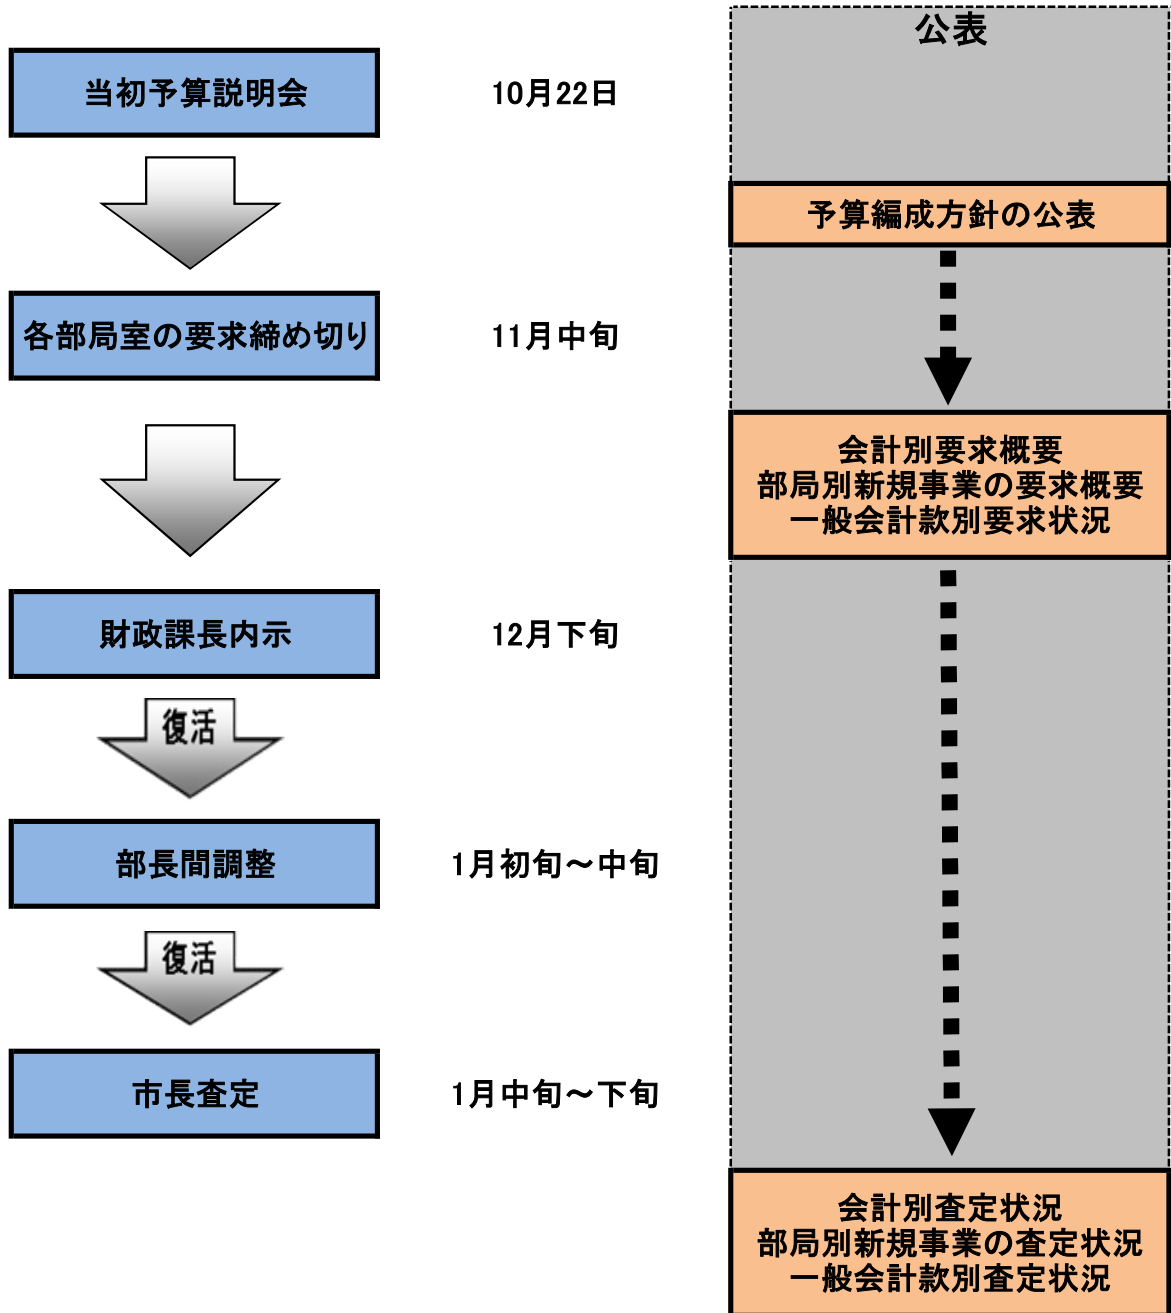 公表
当初予算説明会
10月22日
予算編成方針の公表
各部局室の要求締め切り
11月中旬
会計別要求概要
部局別新規事業の要求概要
一般会計款別要求状況
財政課長内示
12月下旬
復活
部長間調整
1月初旬～中旬
復活
市長査定
1月中旬～下旬
会計別査定状況
部局別新規事業の査定状況
一般会計款別査定状況